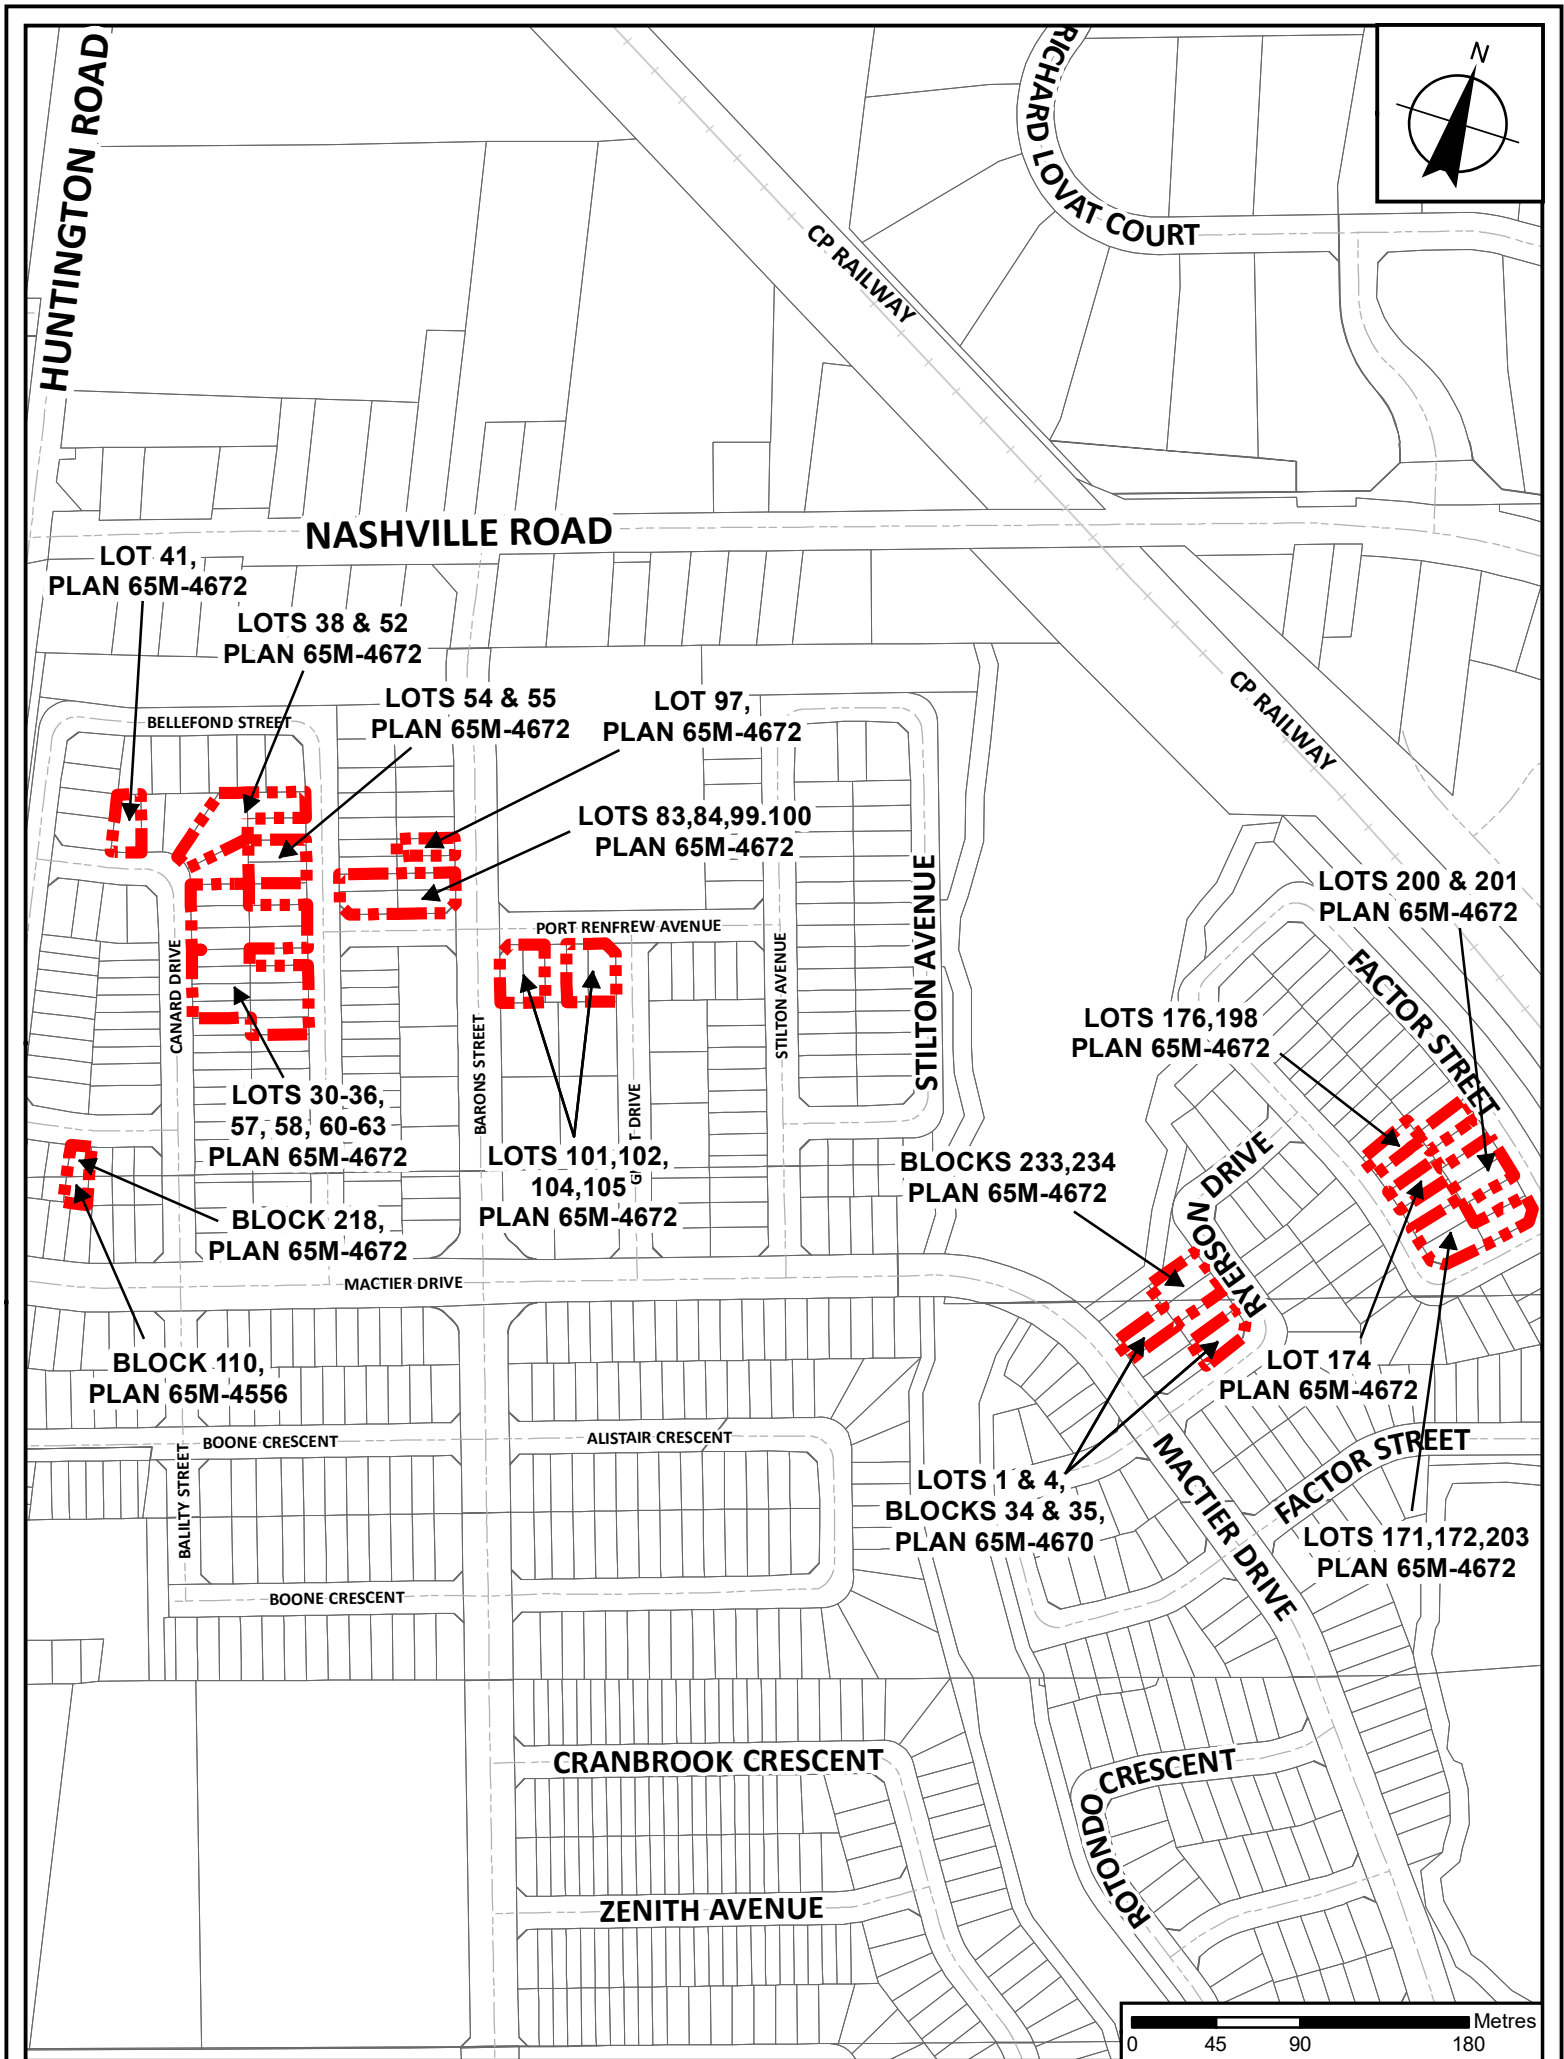 HUNTINGTON ROAD
RICHARD LOVAT COURT
N
CP RAILWAY
NASHVILLE ROAD
LOT 41,
PLAN 65M-4672
LOTS 38 & 52
PLAN 65M-4672
LOTS 54 & 55
PLAN 65M-4672
LOT 97,
PLAN 65M-4672
CP RAILWAY
BELLEFOND STREET
LOTS 83,84,99.100
PLAN 65M-4672
STILTON AVENUE
LOTS 200 & 201
PLAN 65M-4672
PORT RENFREW AVENUE
CANARD DRIVE
STILTON AVENUE
FACTOR STREET
LOTS 176,198
PLAN 65M-4672
BARONS STREET
DRIVE
LOTS 30-36,
57, 58, 60-63
PLAN 65M-4672
LOTS 101,102,
104,105
PLAN 65M-4672
BLOCKS 233,234
PLAN 65M-4672
RYERSON DRIVE
BLOCK 218,
PLAN 65M-4672
MACTIER DRIVE
BLOCK 110,
PLAN 65M-4556
LOT 174
PLAN 65M-4672
BOONE CRESCENT
ALISTAIR CRESCENT
BALILTY STREET
MACTIER DRIVE
FACTOR STREET
LOTS 1 & 4,
BLOCKS 34 & 35,
PLAN 65M-4670
LOTS 171,172,203
PLAN 65M-4672
BOONE CRESCENT
CRANBROOK CRESCENT
ROTONDO CRESCENT
ZENITH AVENUE
Metres
0 45 90 180